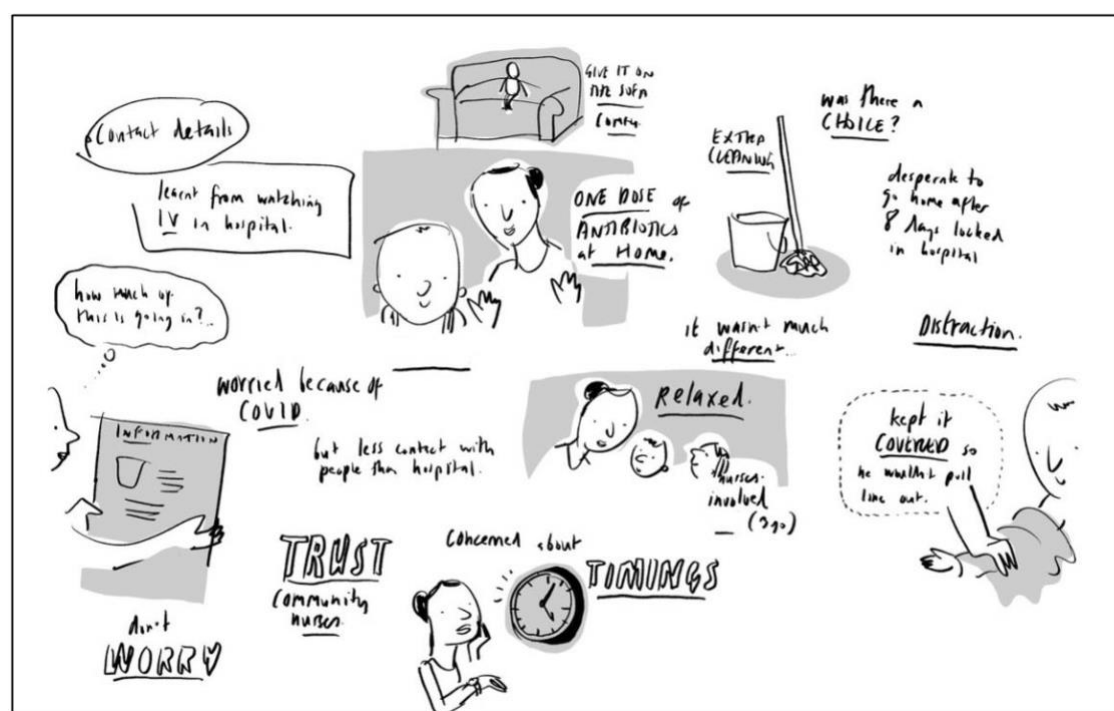 Contact details
learnt from watching
IV in hospital.
GIVE IT ON
THE SOFA
Comfy.
ONE DOSE of
ANTIBIOTICS
at HOME.
EXTRA
CLEANING
was there a
CHOICE?
desperate to
go home after
8 days locked
in hospital
how much of
this is going in?..
it wasn't much
different...
DISTRACTION.
worried because of
COVID.
but less contact with
people than hospital.
RELAXED.
nurses
involved
INFORMATION
kept it
COVERED so
he wouldn't pull
line out.
TRUST
COMMUNITY
NURSES.
Concerned about
TIMINGS
don't
WORRY